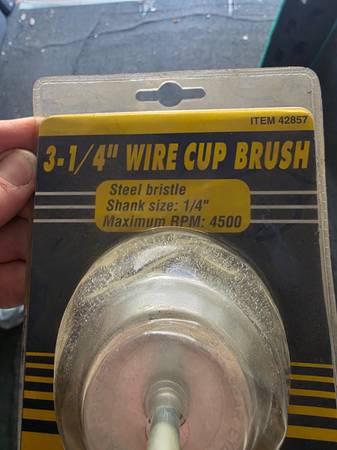 ITEM 42857
3-1/4" WIRE CUP BRUSH
Steel bristle
Shank size: 1/4"
Maximum RPM: 4500